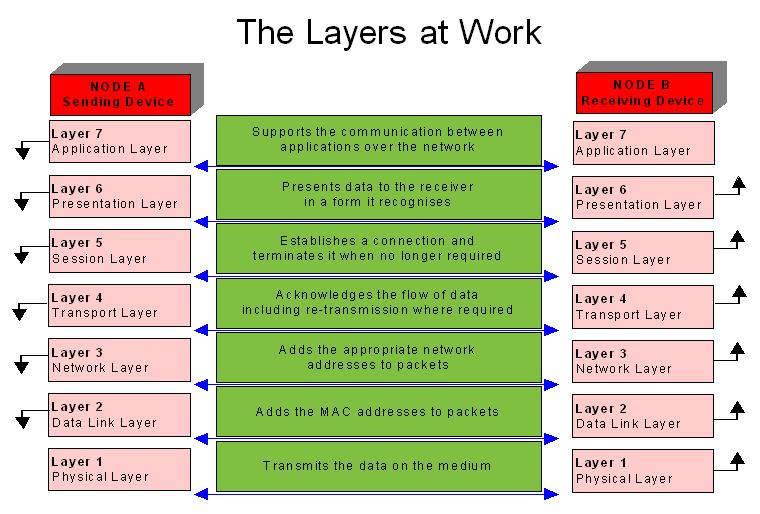 The Layers at Work
NODE A
Sending Device
NODE B
Receiving Device
Layer 7
Application Layer
Supports the communication between
applications over the network
Layer 7
Application Layer
Layer 6
Presentation Layer
Presents data to the receiver
in a form it recognises
Layer 6
Presentation Layer
Layer 5
Session Layer
Establishes a connection and
terminates it when no longer required
Layer 5
Session Layer
Layer 4
Transport Layer
Acknowledges the flow of data
including re-transmission where required
Layer 4
Transport Layer
Layer 3
Network Layer
Adds the appropriate network
addresses to packets
Layer 3
Network Layer
Layer 2
Data Link Layer
Adds the MAC addresses to packets
Layer 2
Data Link Layer
Layer 1
Physical Layer
Transmits the data on the medium
Layer 1
Physical Layer